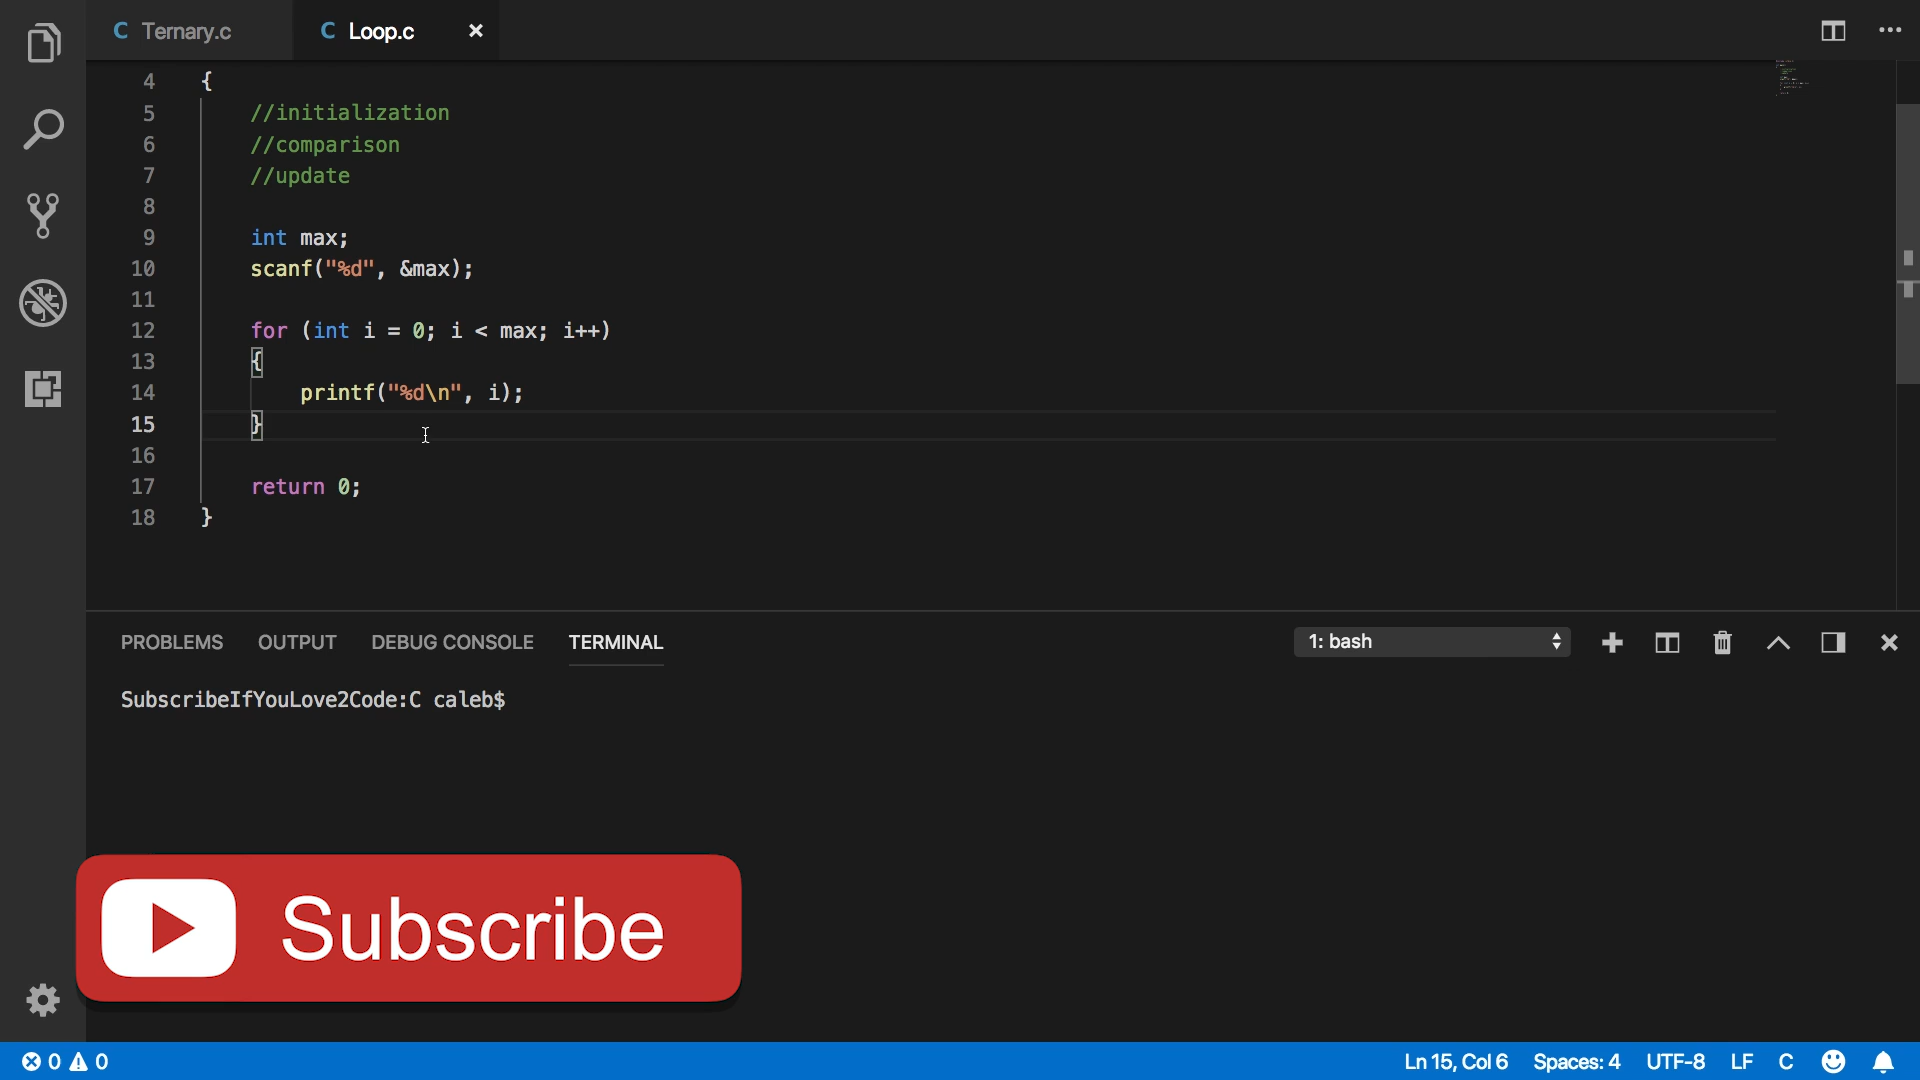 Ternary.c
Loop.c
4 {
5 //initialization
6 //comparison
7 //update
8
9 int max;
10 scanf("%d", &max);
11
12 for (int i = 0; i < max; i++)
13 {
14 printf("%d\n", i);
15 }
16
17 return 0;
18 }
PROBLEMS OUTPUT DEBUG CONSOLE TERMINAL 1: bash
SubscribeIfYouLove2Code:C caleb$
Subscribe
0 0 Ln 15, Col 6 Spaces: 4 UTF-8 LF C